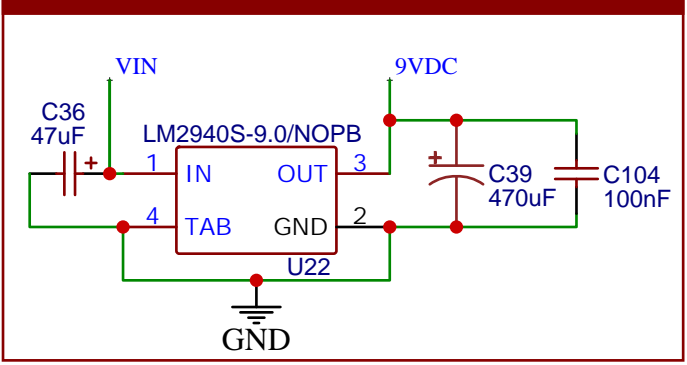 VIN
9VDC
C36
47uF
+
LM2940S-9.0/NOPB
1
IN
OUT
3
4
TAB
GND
2
U22
+
C39
470uF
C104
100nF
GND